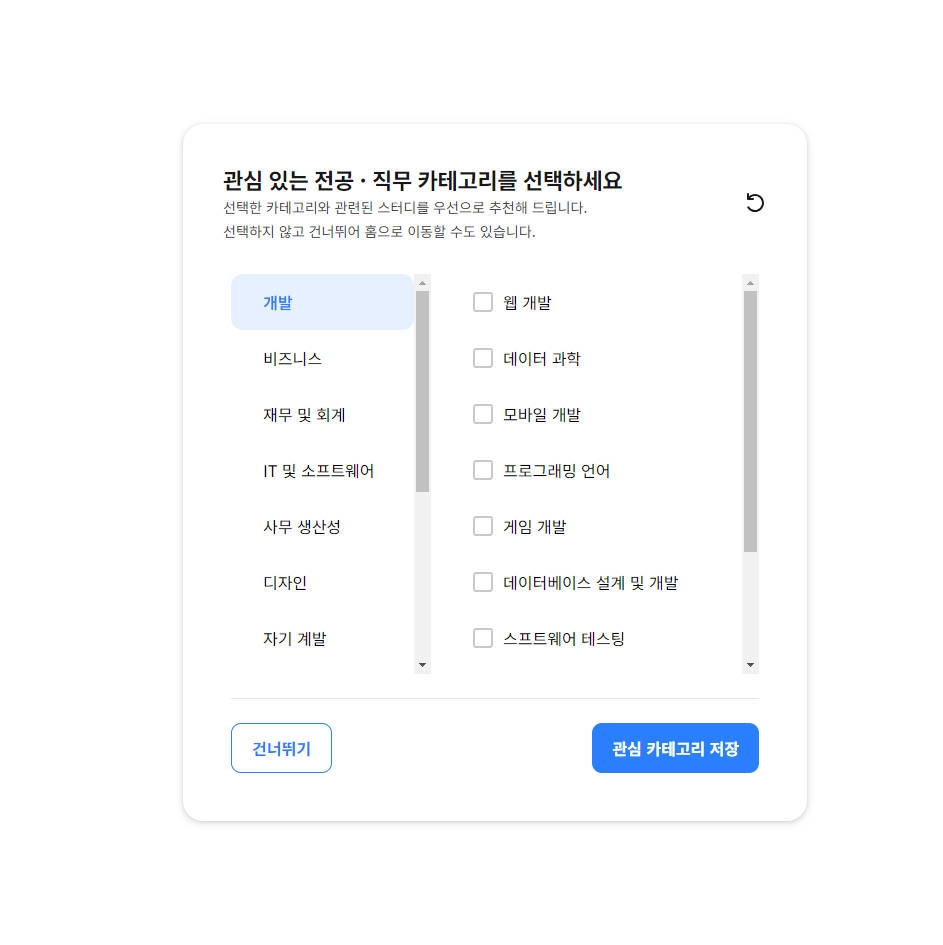 관심 있는 전공 · 직무 카테고리를 선택하세요
선택한 카테고리와 관련된 스터디를 우선으로 추천해 드립니다.
선택하지 않고 건너뛰어 홈으로 이동할 수도 있습니다.
개발
비즈니스
재무 및 회계
IT 및 소프트웨어
사무 생산성
디자인
자기 계발
웹 개발
데이터 과학
모바일 개발
프로그래밍 언어
게임 개발
데이터베이스 설계 및 개발
스프트웨어 테스팅
건너뛰기
관심 카테고리 저장